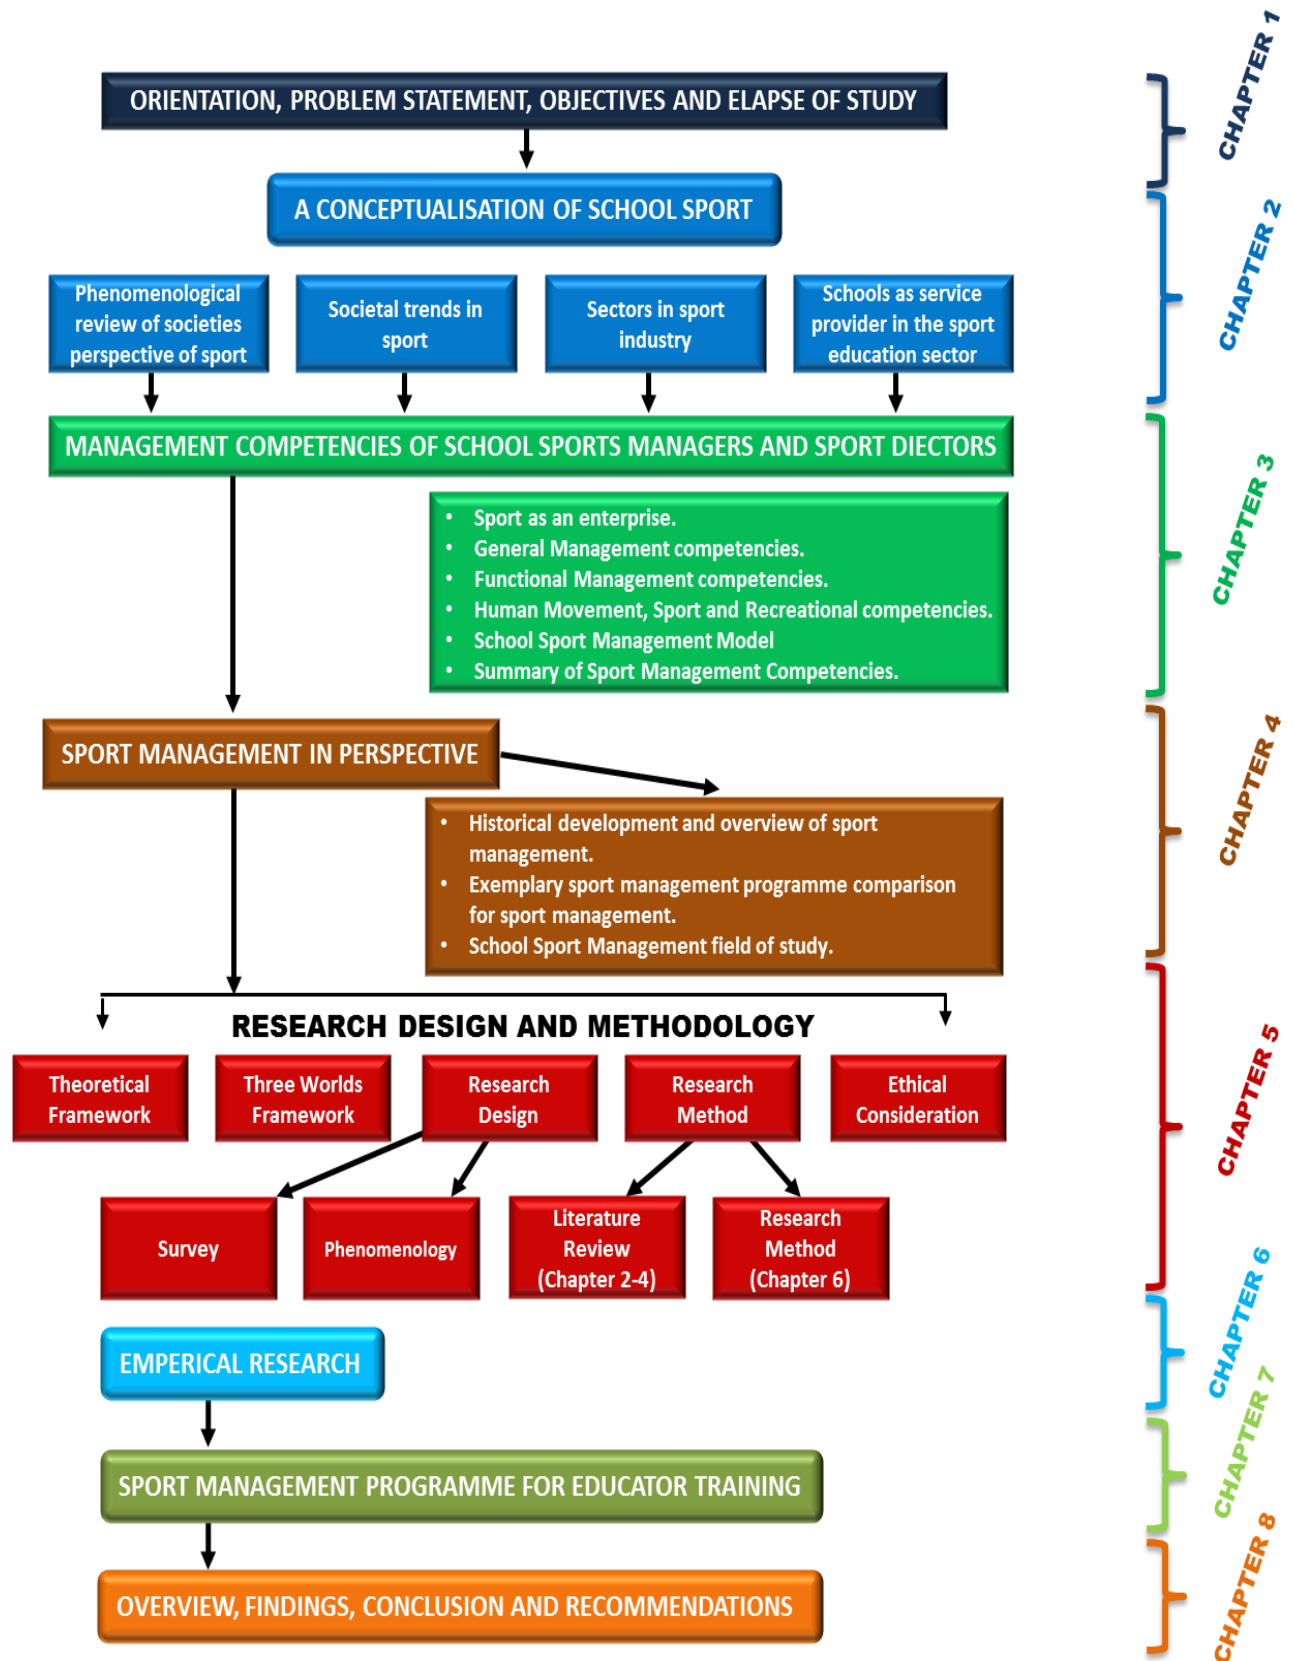 ORIENTATION, PROBLEM STATEMENT, OBJECTIVES AND ELAPSE OF STUDY
CHAPTER 1
A CONCEPTUALISATION OF SCHOOL SPORT
Phenomenological
review of societies
perspective of sport
Societal trends in
sport
Sectors in sport
industry
Schools as service
provider in the sport
education sector
CHAPTER 2
MANAGEMENT COMPETENCIES OF SCHOOL SPORTS MANAGERS AND SPORT DIECTORS
• Sport as an enterprise.
• General Management competencies.
• Functional Management competencies.
• Human Movement, Sport and Recreational competencies.
• School Sport Management Model
• Summary of Sport Management Competencies.
CHAPTER 3
SPORT MANAGEMENT IN PERSPECTIVE
• Historical development and overview of sport
management.
• Exemplary sport management programme comparison
for sport management.
• School Sport Management field of study.
CHAPTER 4
RESEARCH DESIGN AND METHODOLOGY
Theoretical
Framework
Three Worlds
Framework
Research
Design
Research
Method
Ethical
Consideration
Survey
Phenomenology
Literature
Review
(Chapter 2-4)
Research
Method
(Chapter 6)
CHAPTER 5
EMPERICAL RESEARCH
CHAPTER 6
SPORT MANAGEMENT PROGRAMME FOR EDUCATOR TRAINING
CHAPTER 7
OVERVIEW, FINDINGS, CONCLUSION AND RECOMMENDATIONS
CHAPTER 8